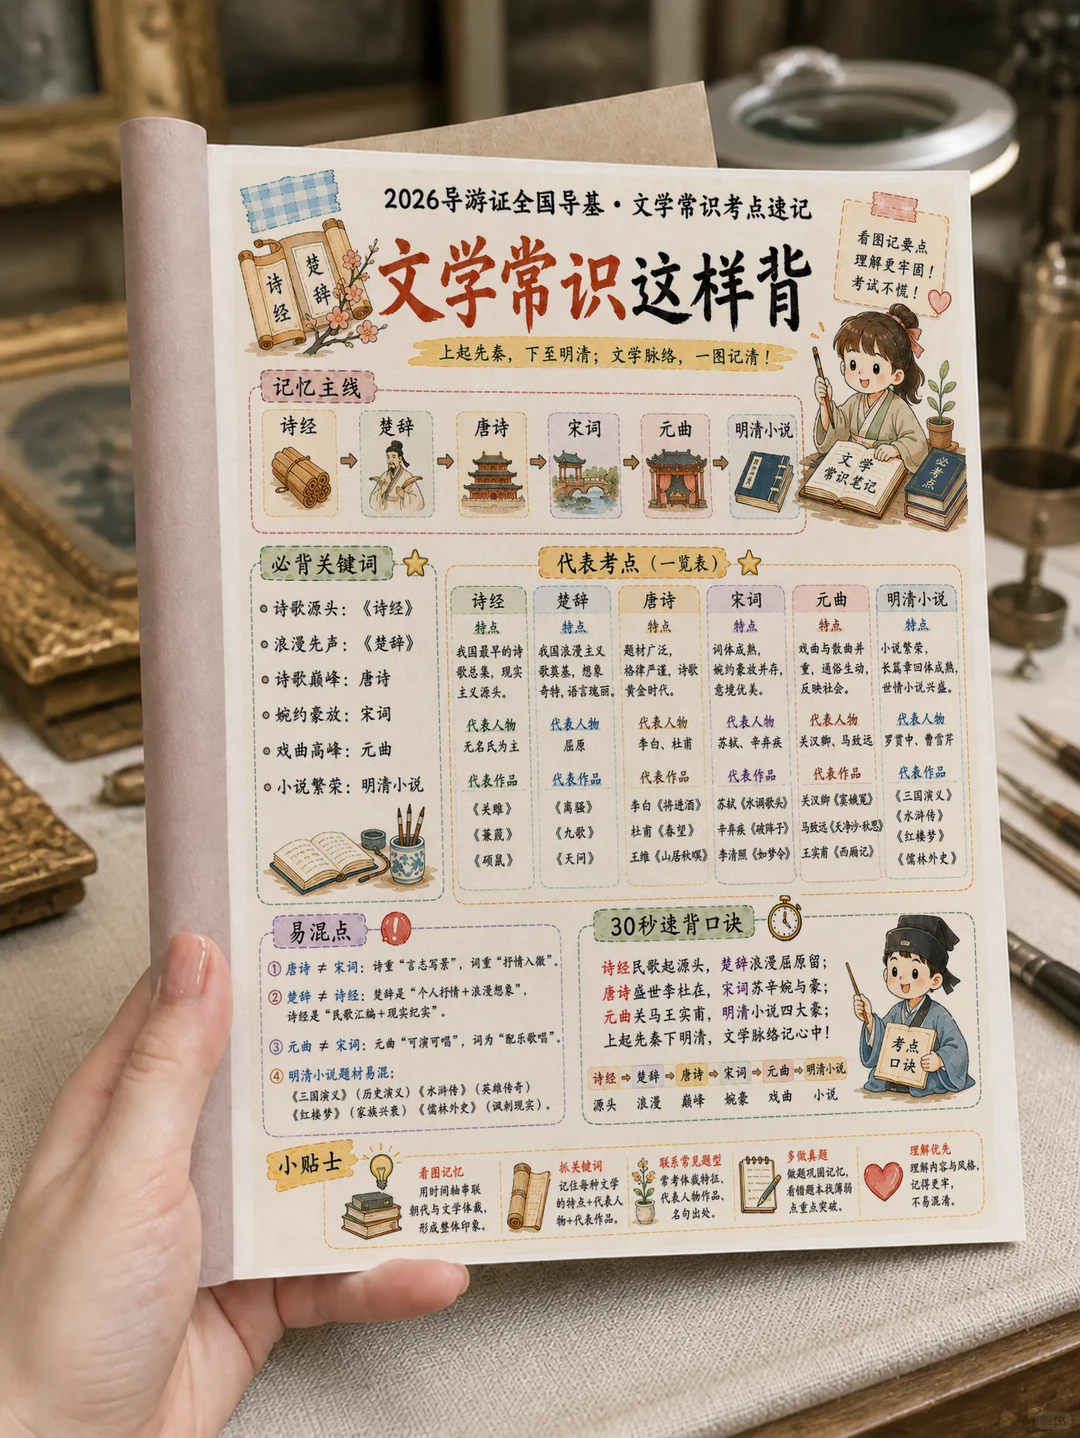 2026导游证全国导基·文学常识考点速记
文学常识这样背
上起先秦，下至明清；文学脉络，一图记清！
诗经
楚辞
看图记要点
理解更牢固！
考试不慌！
文学
常识笔记
必考点
记忆主线
诗经
楚辞
唐诗
宋词
元曲
明清小说
必背关键词
诗歌源头：《诗经》
浪漫先声：《楚辞》
诗歌巅峰：唐诗
婉约豪放：宋词
戏曲高峰：元曲
小说繁荣：明清小说
代表考点（一览表）
诗经
特点
我国最早的诗
歌总集，现实
主义源头。
代表人物
无名氏为主
代表作品
《关雎》
《蒹葭》
《硕鼠》
楚辞
特点
我国浪漫主义
歌奠基，想象
奇特，语言瑰丽。
代表人物
屈原
代表作品
《离骚》
《九歌》
《天问》
唐诗
特点
题材广泛，
格律严谨，诗歌
黄金时代。
代表人物
李白、杜甫
代表作品
李白《将进酒》
杜甫《春望》
王维《山居秋暝》
宋词
特点
词体成熟，
婉约豪放并存，
意境优美。
代表人物
苏轼、辛弃疾
代表作品
苏轼《水调歌头》
辛弃疾《破阵子》
李清照《如梦令》
元曲
特点
戏曲与散曲并
重，通俗生动，
反映社会。
代表人物
关汉卿、马致远
代表作品
关汉卿《窦娥冤》
马致远《天净沙·秋思》
王实甫《西厢记》
明清小说
特点
小说繁荣，
长篇章回体成熟，
世情小说兴盛。
代表人物
罗贯中、曹雪芹
代表作品
《三国演义》
《水浒传》
《红楼梦》
《儒林外史》
易混点
① 唐诗 ≠ 宋词：诗重“言志写景”，词重“抒情入微”。
② 楚辞 ≠ 诗经：楚辞是“个人抒情+浪漫想象”，
诗经是“民歌汇编+现实纪实”。
③ 元曲 ≠ 宋词：元曲“可演可唱”，词为“配乐歌唱”。
④ 明清小说题材易混：
《三国演义》（历史演义）《水浒传》（英雄传奇）
《红楼梦》（家族兴衰）《儒林外史》（讽刺现实）。
30秒速背口诀
诗经民歌起源头，楚辞浪漫屈原留；
唐诗盛世李杜在，宋词苏辛婉与豪；
元曲关马王实甫，明清小说四大豪；
上起先秦下明清，文学脉络记心中！
诗经 楚辞 唐诗 宋词 元曲 明清小说
源头 浪漫 巅峰 婉豪 戏曲 小说
考点
口诀
小贴士
看图记忆
用时间轴串联
朝代与文学体裁，
形成整体印象。
抓关键词
记住每种文学
的特点+代表人
物+代表作品。
联系常见题型
常考体裁特征，
代表人物作品，
名句出处。
多做真题
做题巩固记忆，
看错题本找薄弱
点重点突破。
理解优先
理解内容与风格，
记得更牢，
不易混淆。